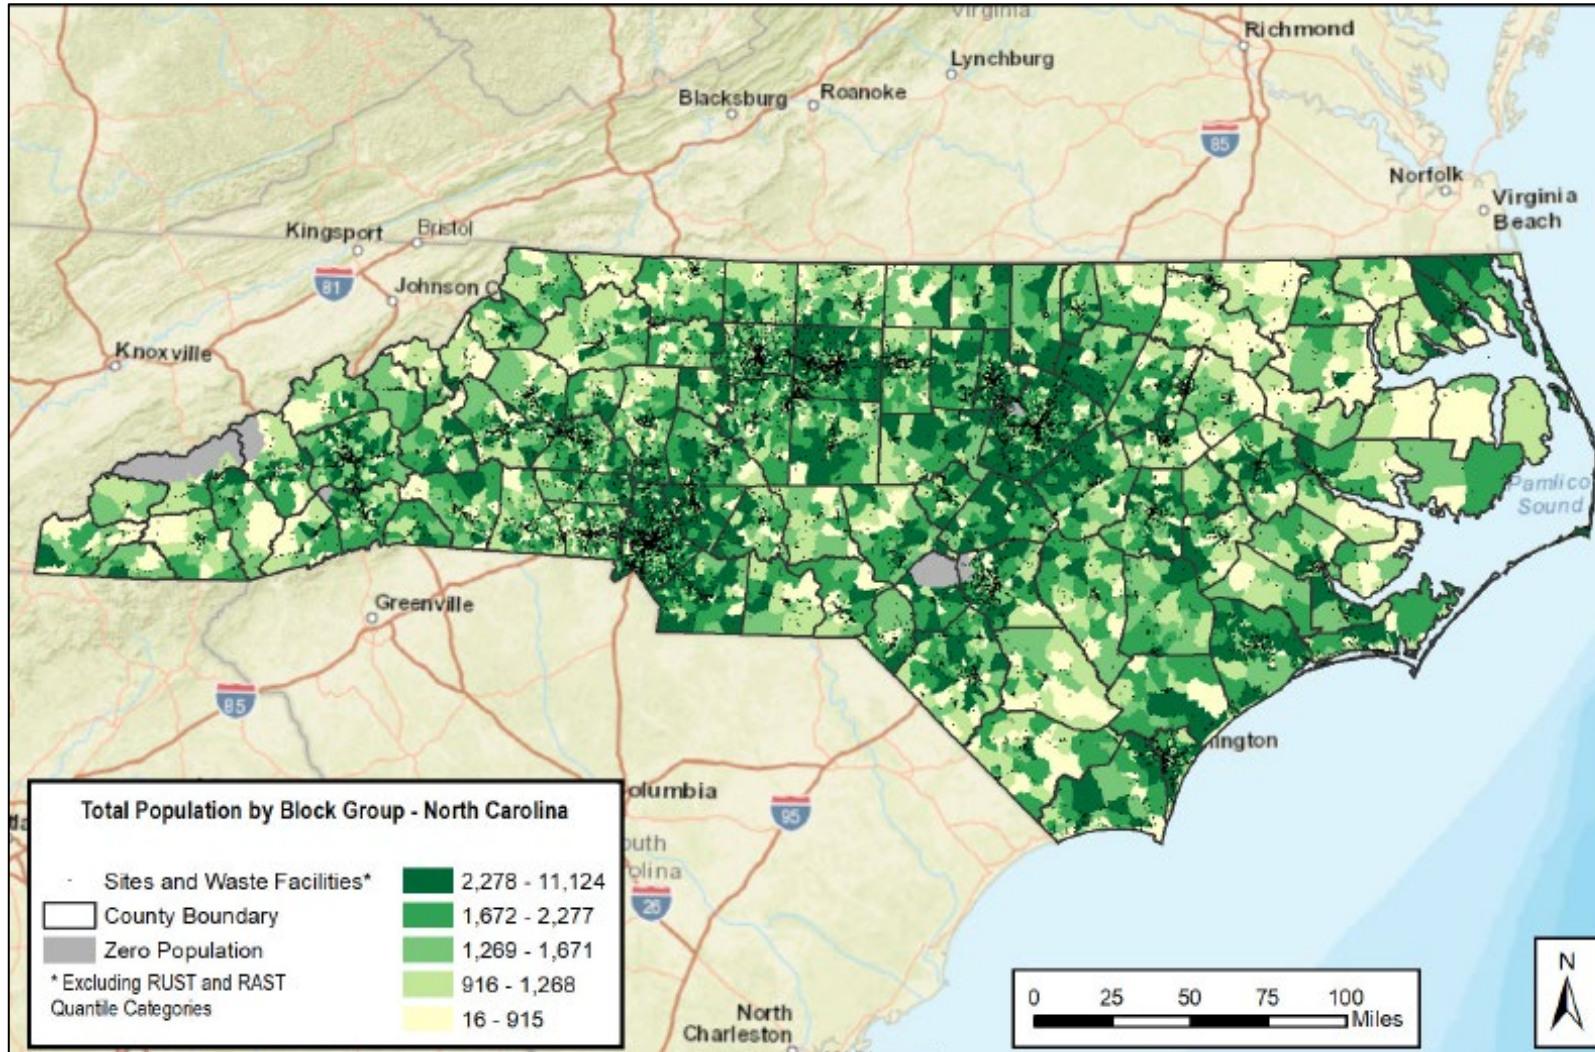 Virginia
Richmond
Lynchburg
Blacksburg
Roanoke
85
Norfolk
Virginia
Beach
Kingsport
Bristol
81
Johnson C
Knoxville
Pamlico
Sound
Greenville
85
ington
Total Population by Block Group - North Carolina
Sites and Waste Facilities*
County Boundary
Zero Population
* Excluding RUST and RAST
Quantile Categories
2,278 - 11,124
1,672 - 2,277
1,269 - 1,671
916 - 1,268
16 - 915
olumbia
95
outh
olina
26
North
Charleston
0 25 50 75 100
Miles
N